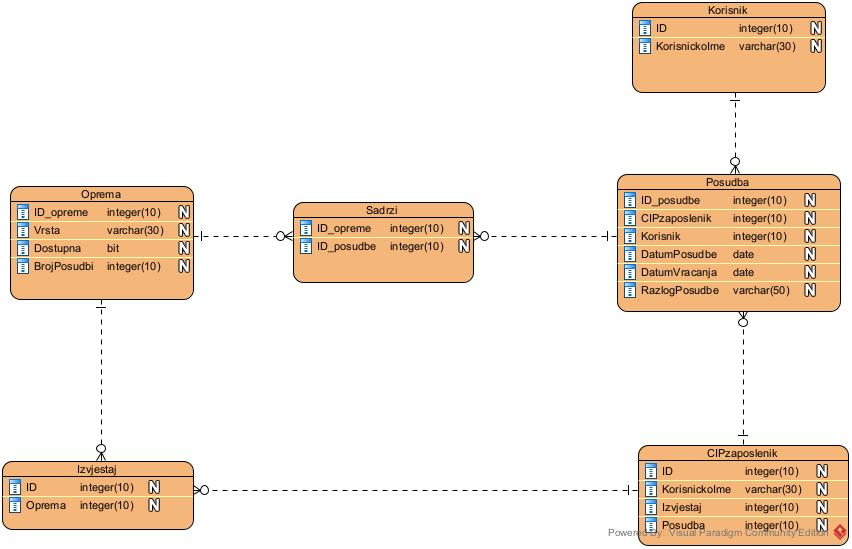 Korisnik
ID integer(10) N
KorisnickoIme varchar(30) N
Oprema
ID_opreme integer(10) N
Vrsta varchar(30) N
Dostupna bit N
BrojPosudbi integer(10) N
Sadrzi
ID_opreme integer(10) N
ID_posudbe integer(10) N
Posudba
ID_posudbe integer(10) N
CIPzaposlenik integer(10) N
Korisnik integer(10) N
DatumPosudbe date N
DatumVracanja date N
RazlogPosudbe varchar(50) N
Izvjestaj
ID integer(10) N
Oprema integer(10) N
CIPzaposlenik
ID integer(10) N
KorisnickoIme varchar(30) N
Izvjestaj integer(10) N
Posudba integer(10) N
Powered By: Visual Paradigm Community Edition